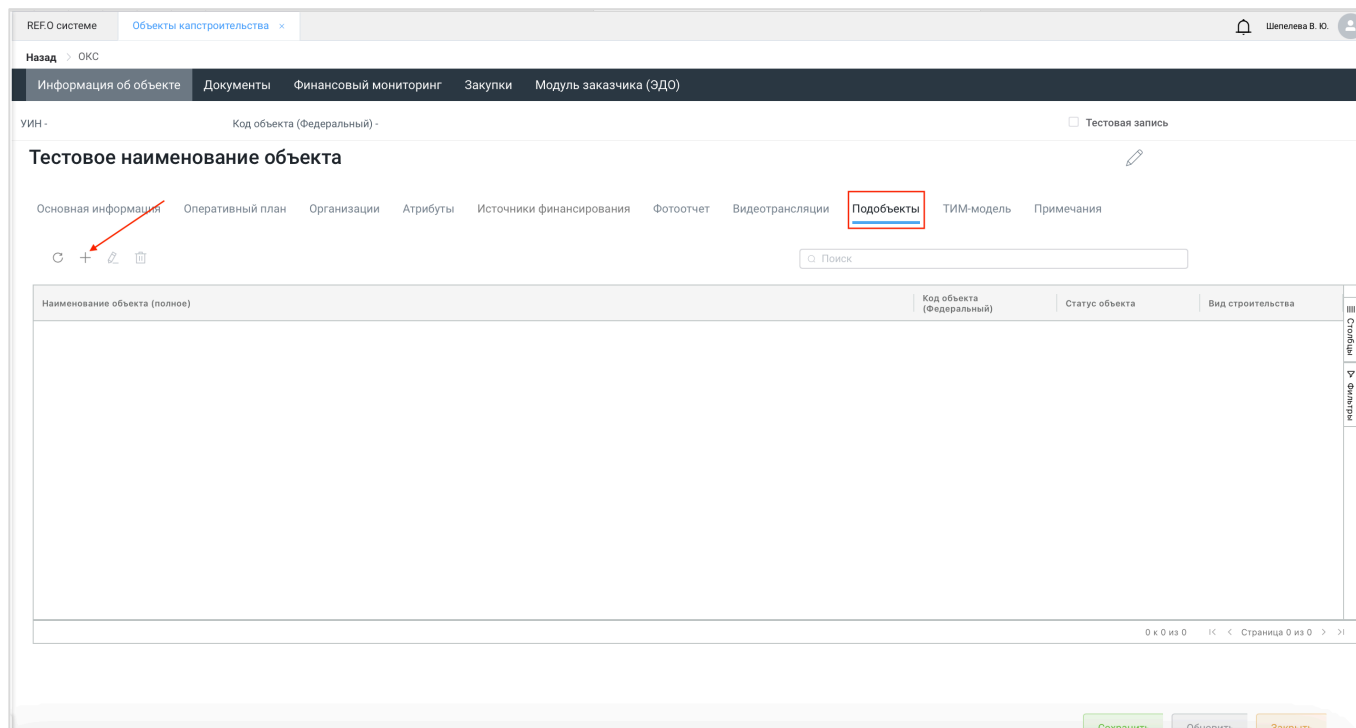 REF.О системе Объекты капстроительства × Шепелева В. Ю.
Назад > ОКС
Информация об объекте Документы Финансовый мониторинг Закупки Модуль заказчика (ЭДО)
УИН - Код объекта (Федеральный) - Тестовая запись
Тестовое наименование объекта
Основная информация Оперативный план Организации Атрибуты Источники финансирования Фотоотчет Видеотрансляции Подобъекты ТИМ-модель Примечания
Поиск
Наименование объекта (полное) Код объекта (Федеральный) Статус объекта Вид строительства
Столбцы
Фильтры
0 к 0 из 0 Страница 0 из 0
Сохранить Обновить Закрыть